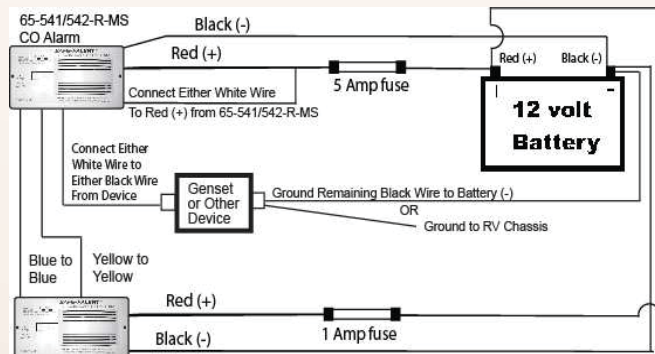 65-541/542-R-MS
CO Alarm
Black (-)
Red (+)
Connect Either White Wire
To Red (+) from 65-541/542-R-MS
5 Amp fuse
Red (+)
Black (-)
12 volt
Battery
Connect Either
White Wire to
Either Black Wire
From Device
Genset
or Other
Device
Ground Remaining Black Wire to Battery (-)
OR
Ground to RV Chassis
Blue to
Blue
Yellow to
Yellow
Red (+)
Black (-)
1 Amp fuse